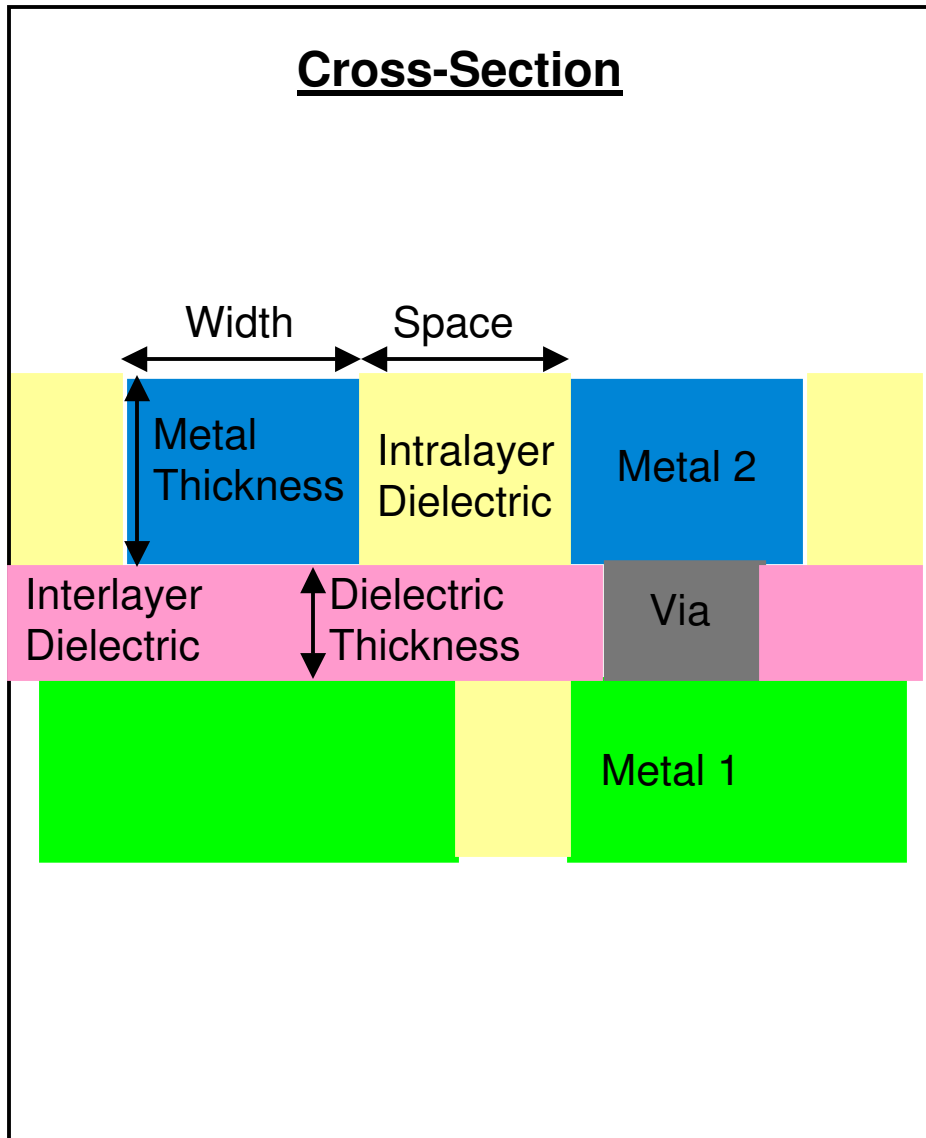 Cross-Section
Width
Space
Metal
Thickness
Intralayer
Dielectric
Metal 2
Interlayer
Dielectric
Dielectric
Thickness
Via
Metal 1